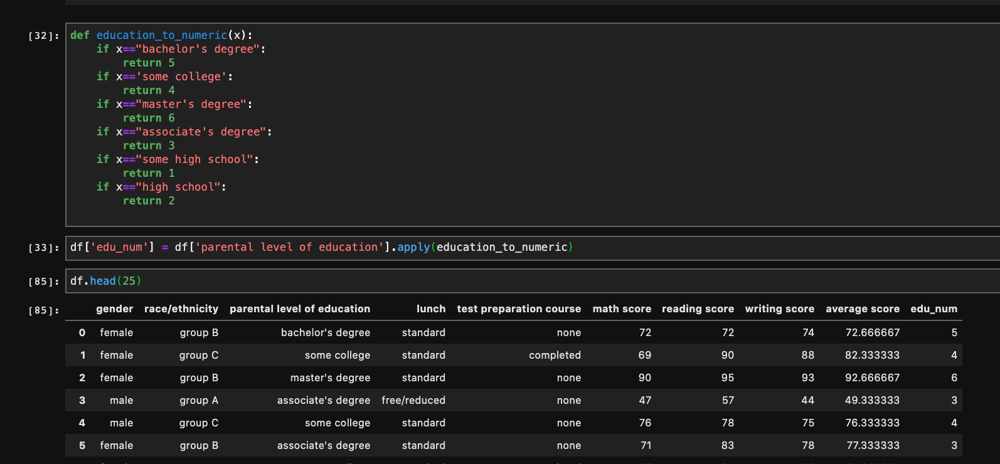 [32]: def education_to_numeric(x):
    if x=="bachelor's degree":
        return 5
    if x=='some college':
        return 4
    if x=="master's degree":
        return 6
    if x=="associate's degree":
        return 3
    if x=="some high school":
        return 1
    if x=="high school":
        return 2
[33]: df['edu_num'] = df['parental level of education'].apply(education_to_numeric)
[85]: df.head(25)
[85]: gender race/ethnicity parental level of education lunch test preparation course math score reading score writing score average score edu_num
0 female group B bachelor's degree standard none 72 72 74 72.666667 5
1 female group C some college standard completed 69 90 88 82.333333 4
2 female group B master's degree standard none 90 95 93 92.666667 6
3 male group A associate's degree free/reduced none 47 57 44 49.333333 3
4 male group C some college standard none 76 78 75 76.333333 4
5 female group B associate's degree standard none 71 83 78 77.333333 3